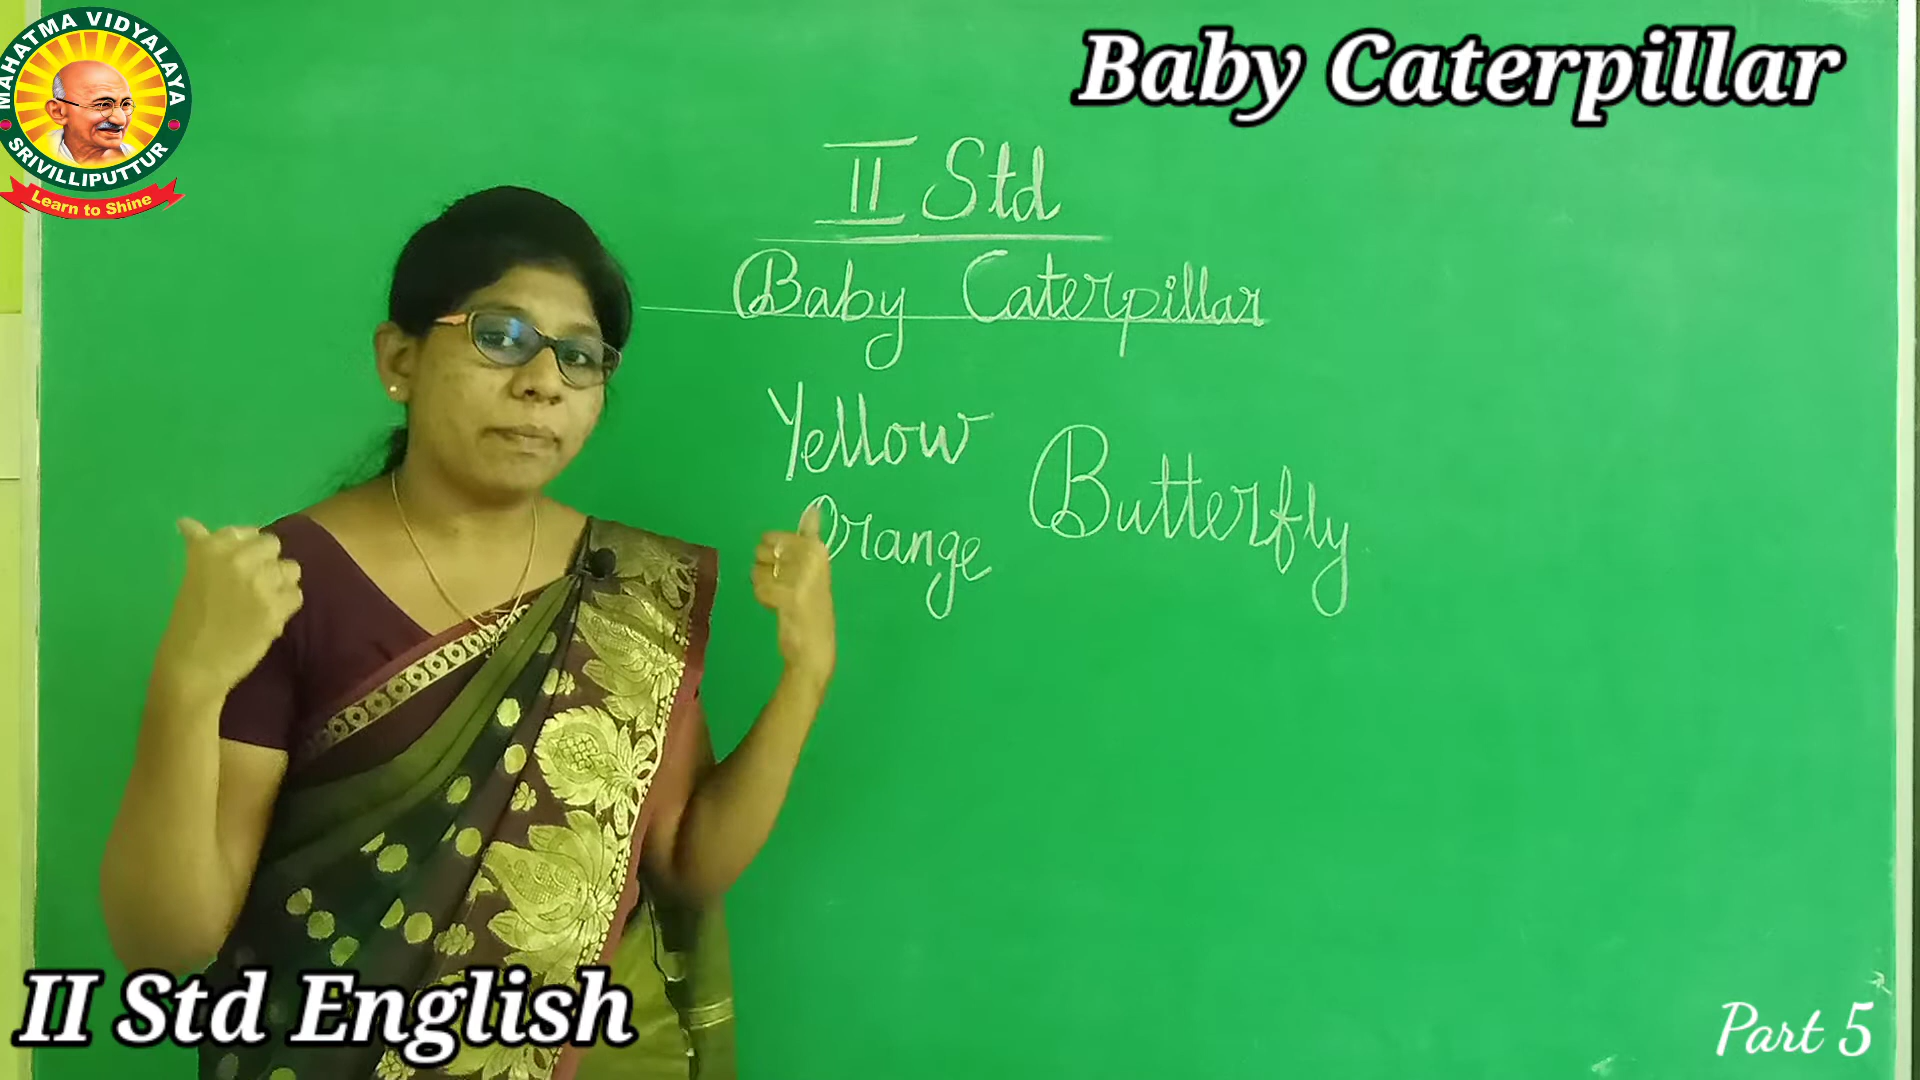 MAHATMA VIDYALAYA
SRIVILLIPUTTUR
Learn to Shine
Baby Caterpillar
II Std
Baby Caterpillar
Yellow
Butterfly
Orange
II Std English
Part 5